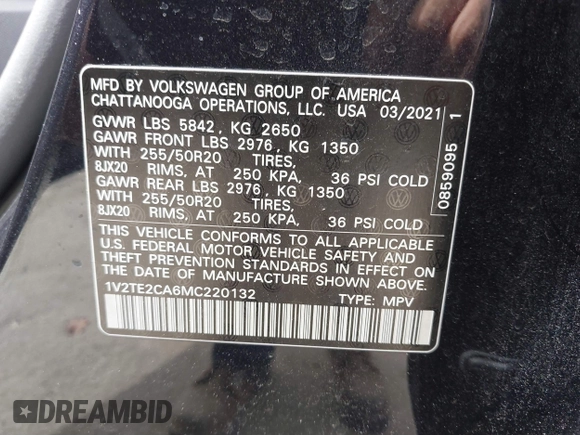 MFD BY VOLKSWAGEN GROUP OF AMERICA
CHATTANOOGA OPERATIONS, LLC. USA 03/2021
GVWR LBS 5842, KG 2650
GAWR FRONT LBS 2976, KG 1350
WITH 255/50R20 TIRES,
8JX20 RIMS, AT 250 KPA, 36 PSI COLD
GAWR REAR LBS 2976, KG 1350
WITH 255/50R20 TIRES,
8JX20 RIMS, AT 250 KPA, 36 PSI COLD
THIS VEHICLE CONFORMS TO ALL APPLICABLE
U.S. FEDERAL MOTOR VEHICLE SAFETY AND
THEFT PREVENTION STANDARDS IN EFFECT ON
THE DATE OF MANUFACTURE SHOWN ABOVE.
1V2TE2CA6MC220132 TYPE: MPV
0859095 1
DREAMBID